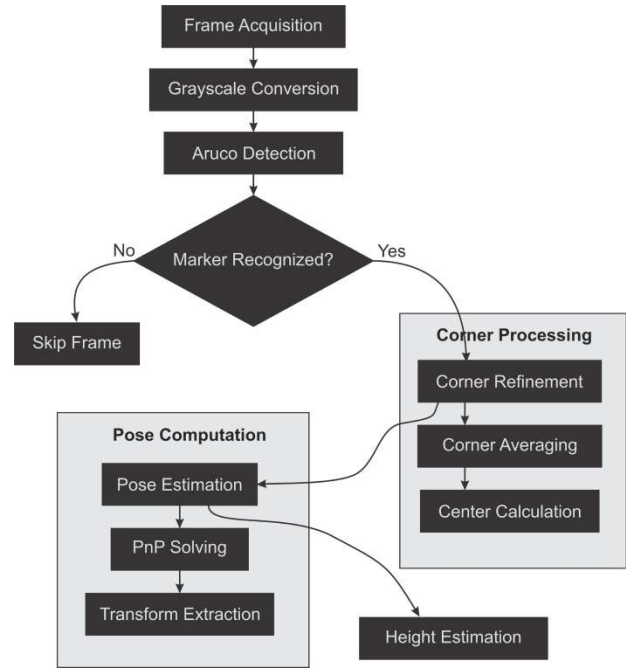 Frame Acquisition
Grayscale Conversion
Aruco Detection
Marker Recognized?
No
Yes
Skip Frame
Corner Processing
Corner Refinement
Corner Averaging
Center Calculation
Pose Computation
Pose Estimation
PnP Solving
Transform Extraction
Height Estimation